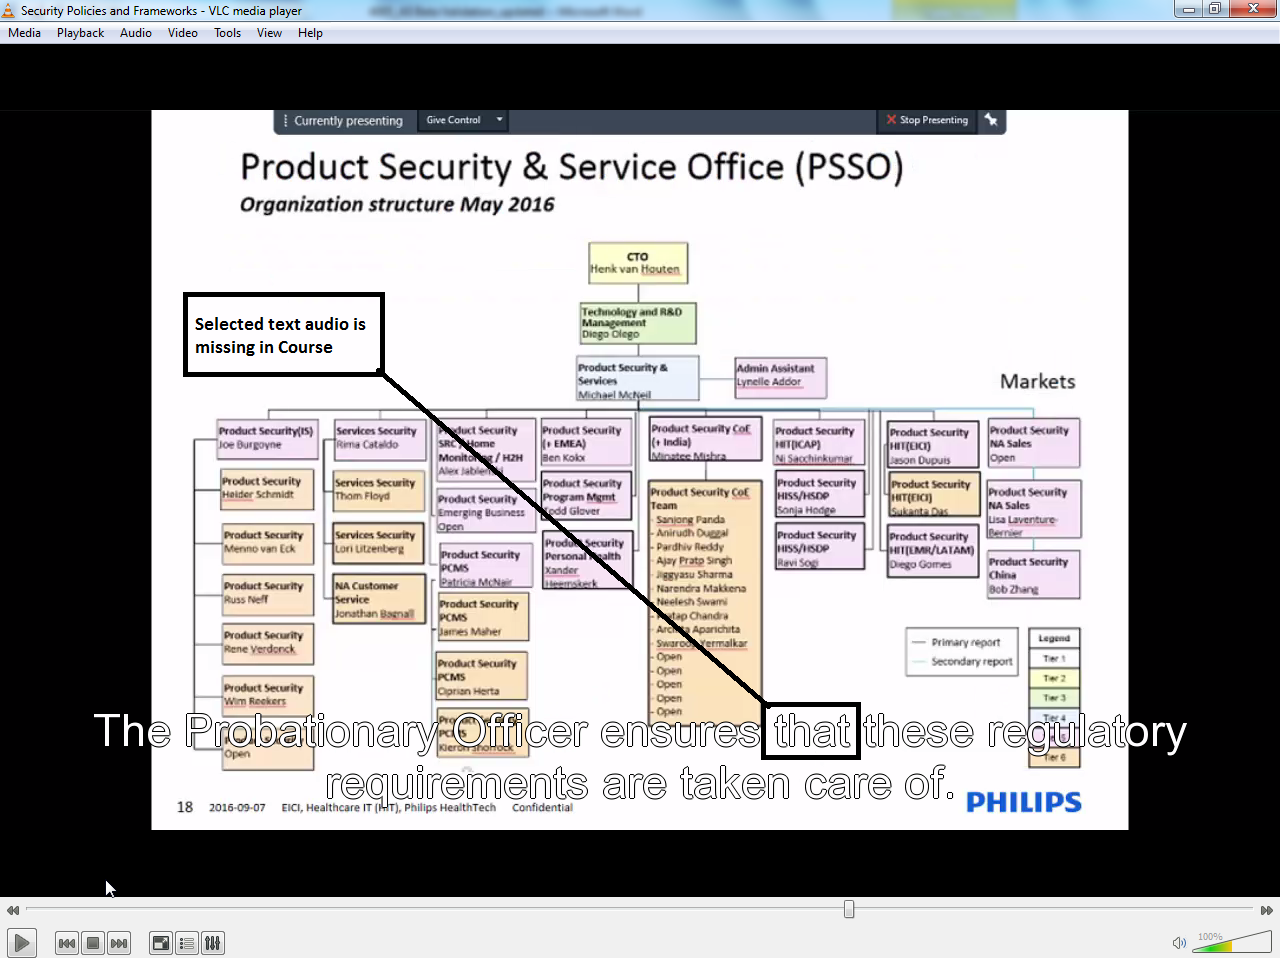 Security Policies and Frameworks - VLC media player
Media Playback Audio Video Tools View Help
Currently presenting Give Control Stop Presenting
Product Security & Service Office (PSSO)
Organization structure May 2016
CTO
Henk van Houten
Selected text audio is
missing in Course
Technology and R&D
Management
Diego Olego
Product Security &
Services
Michael McNeil
Admin Assistant
Lynelle Addor
Markets
Product Security(IS)
Joe Burgoyne
Product Security
Heider Schmidt
Product Security
Menno van Eck
Product Security
Russ Neff
Product Security
Rene Verdonck
Product Security
Wim Reekers
Open
Services Security
Rima Cataldo
Services Security
Thom Floyd
Services Security
Lori Litzenberg
NA Customer
Service
Jonathan Bagnall
Product Security
SRC / Home
Monitoring / H2H
Alex
Product Security
Emerging Business
Open
Product Security
PCMS
Patricia McNair
Product Security
PCMS
James Maher
Product Security
PCMS
Ciprian Herta
Kieron Shorrock
Product Security
(+ EMEA)
Ben Kokx
Product Security
Program Mgmt
Todd Glover
Product Security
Personal Health
Xander
Heemskerk
Product Security CoE
(+ India)
Minatee Mishra
Product Security CoE
Team
- Sanjong Panda
- Anirudh Duggal
- Pardhiv Reddy
- Ajay Pratp Singh
- Jiggyasu Sharma
- Narendra Makkena
- Neelesh Swami
- Pratap Chandra
- Archita Aparichita
- Swaroop Yermalkar
- Open
- Open
- Open
- Open
- Open
Product Security
HIT(ICAP)
Ni Sacchinkumar
Product Security
HISS/HSDP
Sonja Hodge
Product Security
HISS/HSDP
Ravi Sogi
Product Security
HIT(EICI)
Jason Dupuis
Product Security
HIT(EICI)
Sukanta Das
Product Security
HIT(EMR/LATAM)
Diego Gomes
Product Security
NA Sales
Open
Product Security
NA Sales
Lisa Laventure-
Bernier
Product Security
China
Bob Zhang
Primary report
Secondary report
Legend
Tier 1
Tier 2
Tier 3
Tier 4
Tier 6
The Probationary Officer ensures that these regulatory
requirements are taken care of.
18 2016-09-07 EICI, Healthcare IT (HIT), Philips HealthTech Confidential
PHILIPS
100%